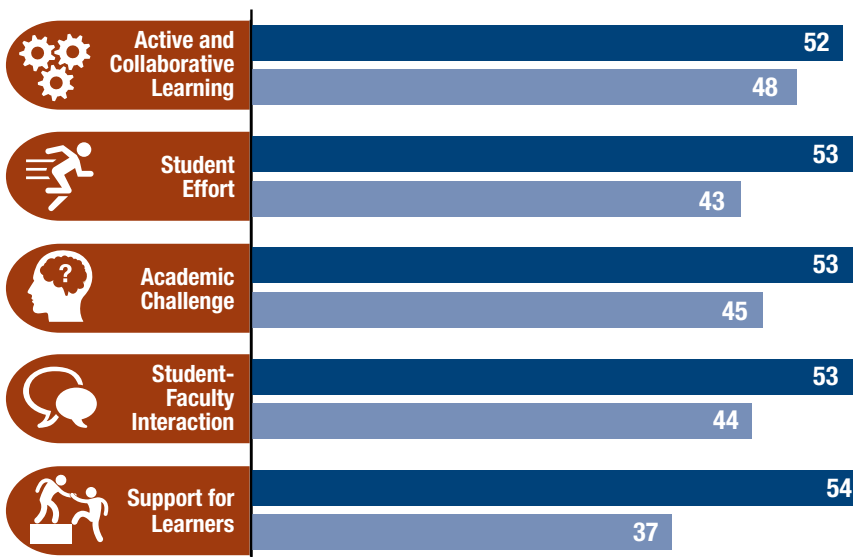 Active and
Collaborative
Learning
52
48
Student
Effort
53
43
?
Academic
Challenge
53
45
Student-
Faculty
Interaction
53
44
Support for
Learners
54
37